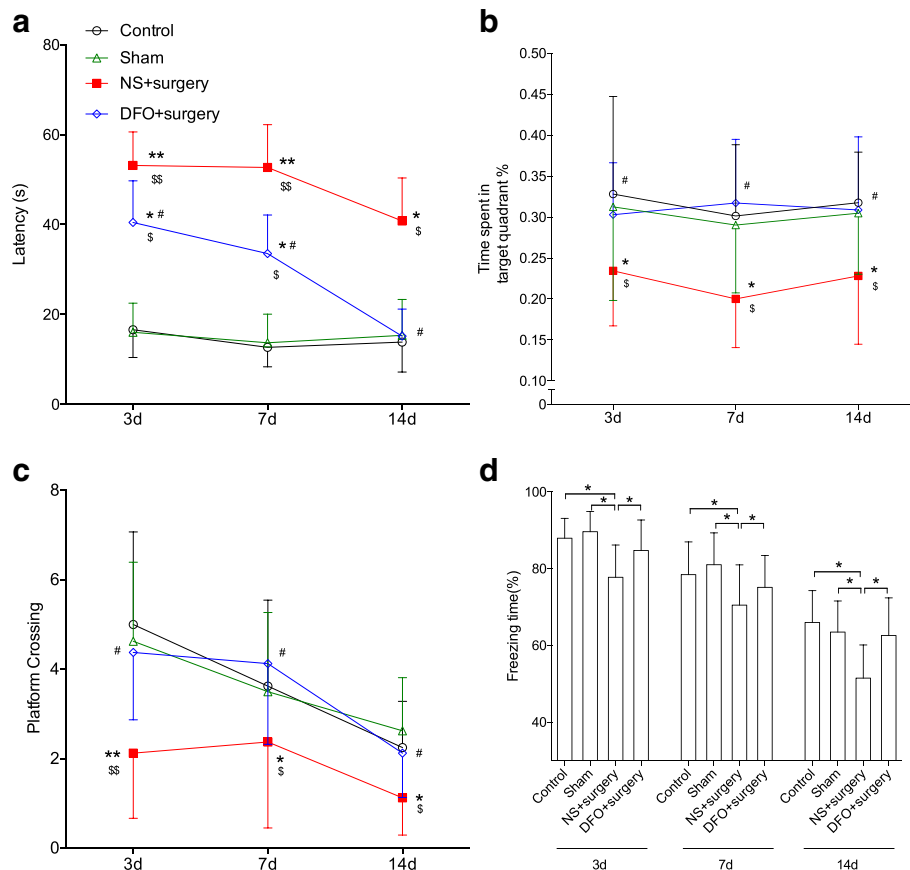 a
Control
Sham
NS+surgery
DFO+surgery
80
60
40
20
0
Latency (s)
**
$$
**
$$
*
$
* #
$
* #
$
#
3d
7d
14d
b
0.50
0.45
0.40
0.35
0.30
0.25
0.20
0.15
0.10
0
Time spent in
target quadrant %
#
#
#
*
$
*
$
*
$
3d
7d
14d
c
8
6
4
2
0
Platform Crossing
#
#
#
**
$$
*
$
*
$
3d
7d
14d
d
100
80
60
40
Freezing time(%)
*
* *
*
* *
*
* *
Control
Sham
NS+surgery
DFO+surgery
Control
Sham
NS+surgery
DFO+surgery
Control
Sham
NS+surgery
DFO+surgery
3d
7d
14d